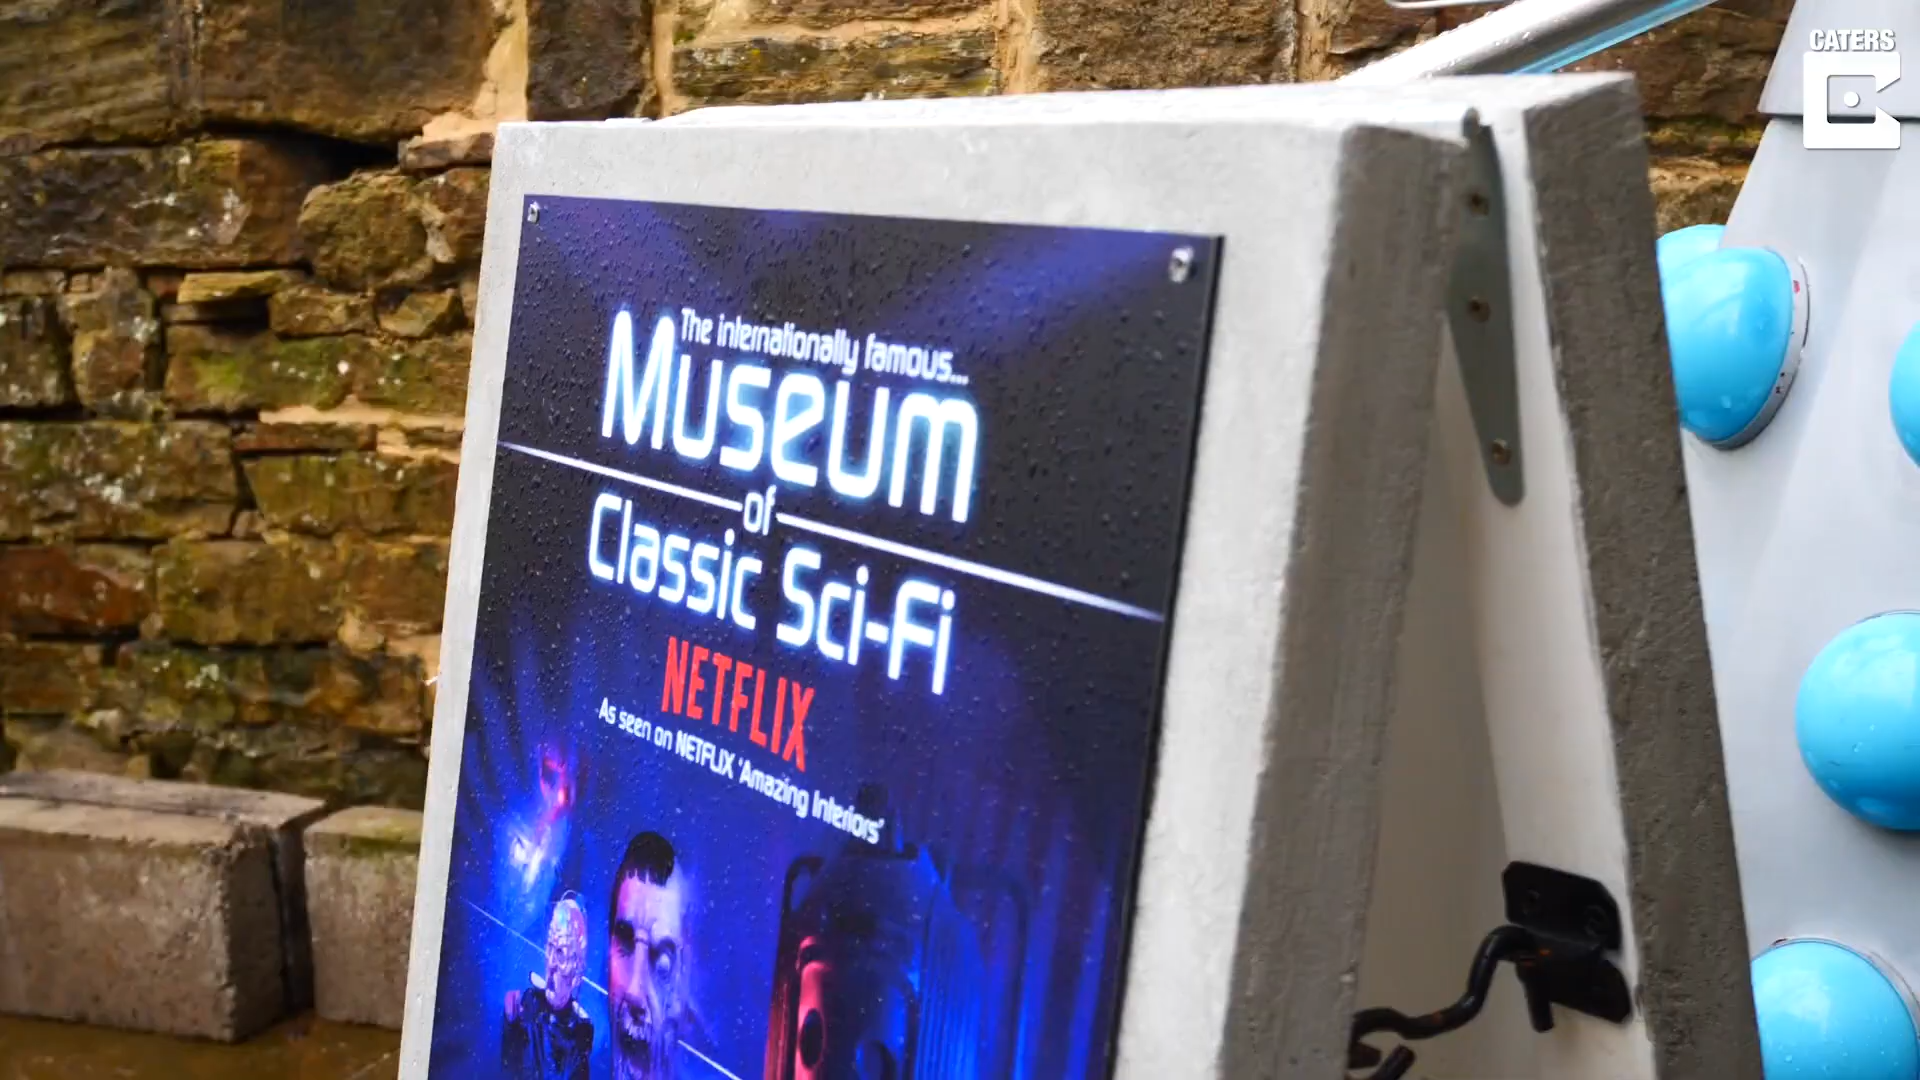 CATERS
The internationally famous...
Museum
of
Classic Sci-Fi
NETFLIX
As seen on NETFLIX 'Amazing Interiors'